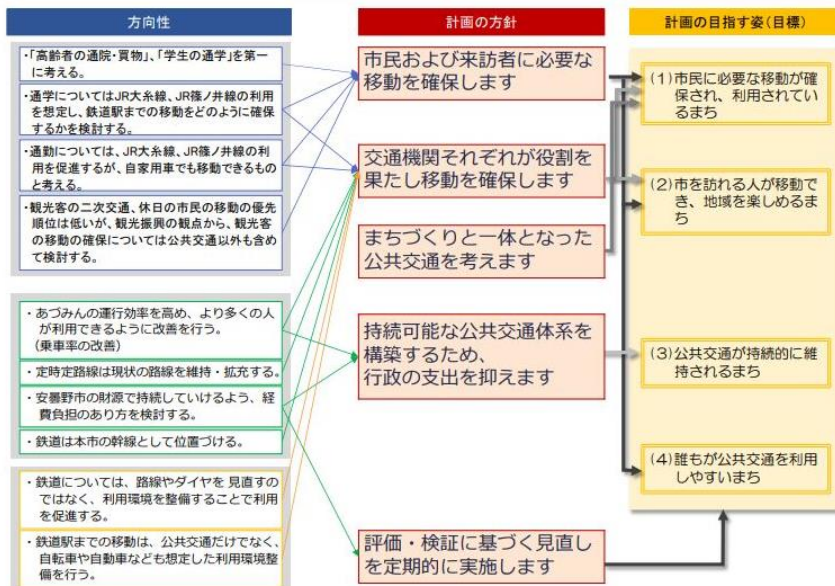 方向性
・「高齢者の通院・買物」、「学生の通学」を第一
に考える。
・通学についてはJR大糸線、JR篠ノ井線の利用
を想定し、鉄道駅までの移動をどのように確保
するかを検討する。
・通勤については、JR大糸線、JR篠ノ井線の利
用を促進するが、自家用車でも移動できるもの
と考える。
・観光客の二次交通、休日の市民の移動の優先
順位は低いが、観光振興の観点から、観光客
の移動の確保については公共交通以外も含め
て検討する。
・あづみんの運行効率を高め、より多くの人
が利用できるように改善を行う。
(乗車率の改善)
・定時定路線は現状の路線を維持・拡充する。
・安曇野市の財源で持続していけるよう、経
費負担のあり方を検討する。
・鉄道は本市の幹線として位置づける。
・鉄道については、路線やダイヤを 見直すの
ではなく、利用環境を整備することで利用
を促進する。
・鉄道駅までの移動は、公共交通だけでなく、
自転車や自動車なども想定した利用環境整
備を行う。
計画の方針
市民および来訪者に必要な
移動を確保します
交通機関それぞれが役割を
果たし移動を確保します
まちづくりと一体となった
公共交通を考えます
持続可能な公共交通体系を
構築するため、
行政の支出を抑えます
評価・検証に基づく見直し
を定期的に実施します
計画の目指す姿(目標)
(1)市民に必要な移動が確
保され、利用されてい
るまち
(2)市を訪れる人が移動で
き、地域を楽しめるま
ち
(3)公共交通が持続的に維
持されるまち
(4)誰もが公共交通を利用
しやすいまち